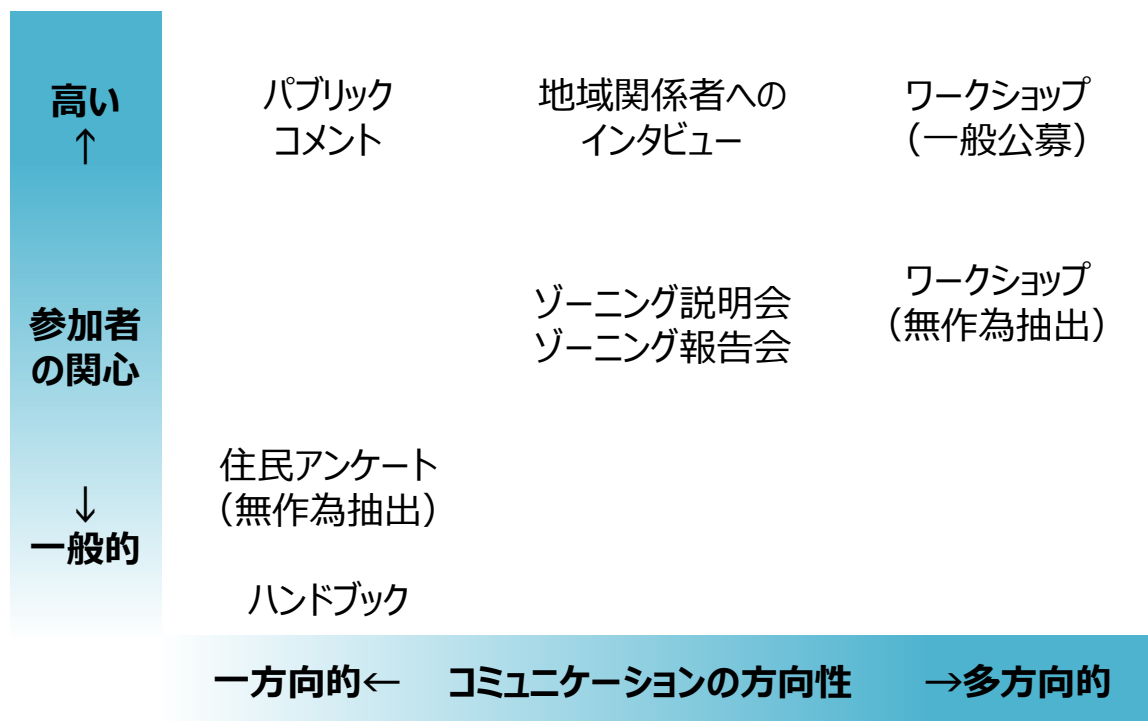 高い
↑
パブリック
コメント
地域関係者への
インタビュー
ワークショップ
（一般公募）
参加者
の関心
ゾーニング説明会
ゾーニング報告会
ワークショップ
（無作為抽出）
↓
一般的
住民アンケート
（無作為抽出）
ハンドブック
一方向的← コミュニケーションの方向性 →多方向的